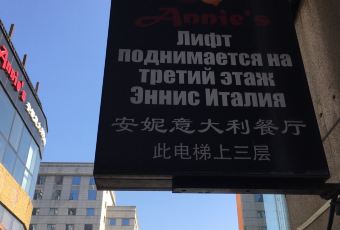 Annie's
Лифт
поднимается на
третий этаж
Эннис Италия
安妮意大利餐厅
此电梯上三层